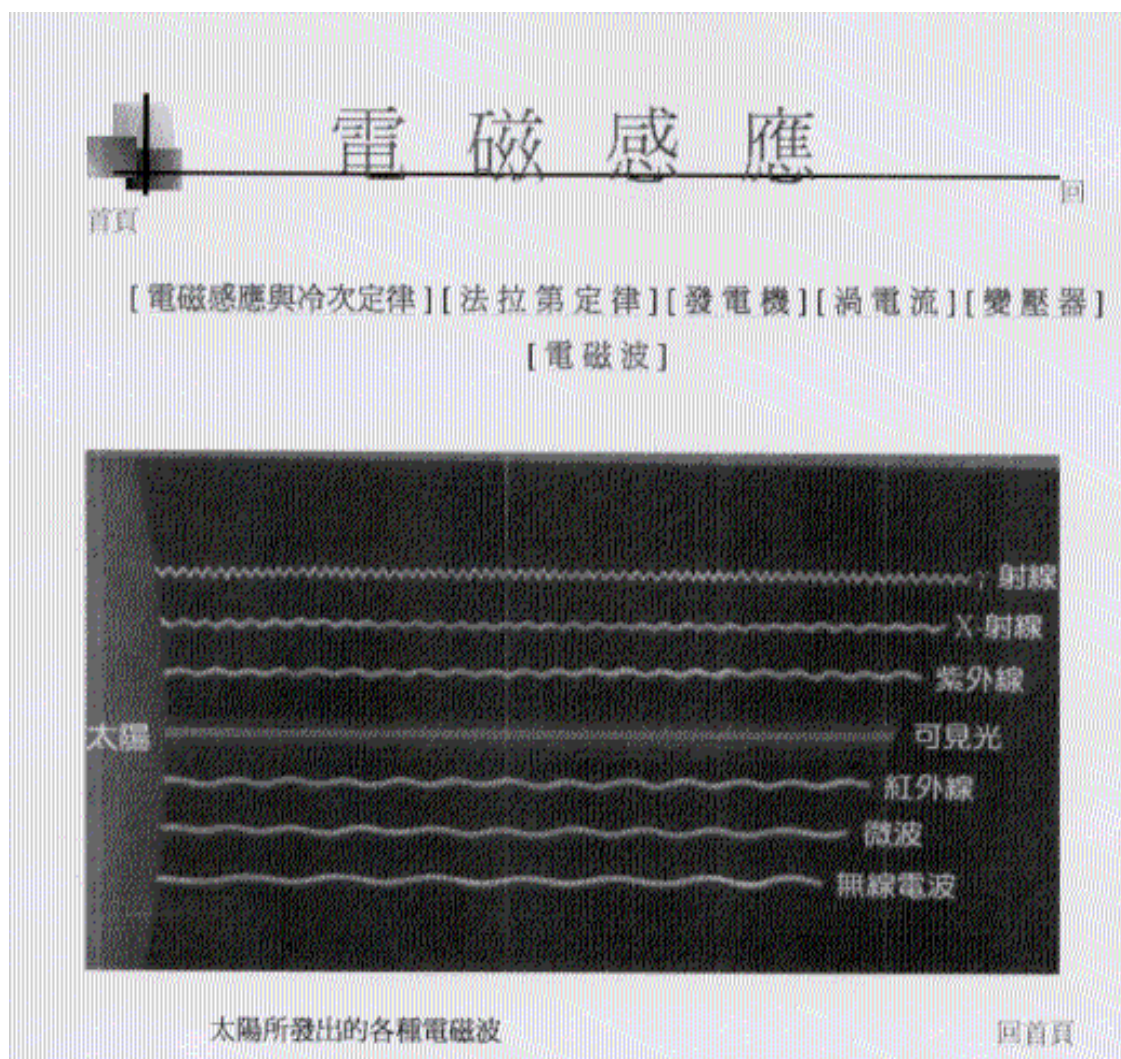 電磁感應
回
首頁
[電磁感應與冷次定律][法拉第定律][發電機][渦電流][變壓器]
[電磁波]
γ 射線
X 射線
紫外線
太陽
可見光
紅外線
微波
無線電波
太陽所發出的各種電磁波
回首頁